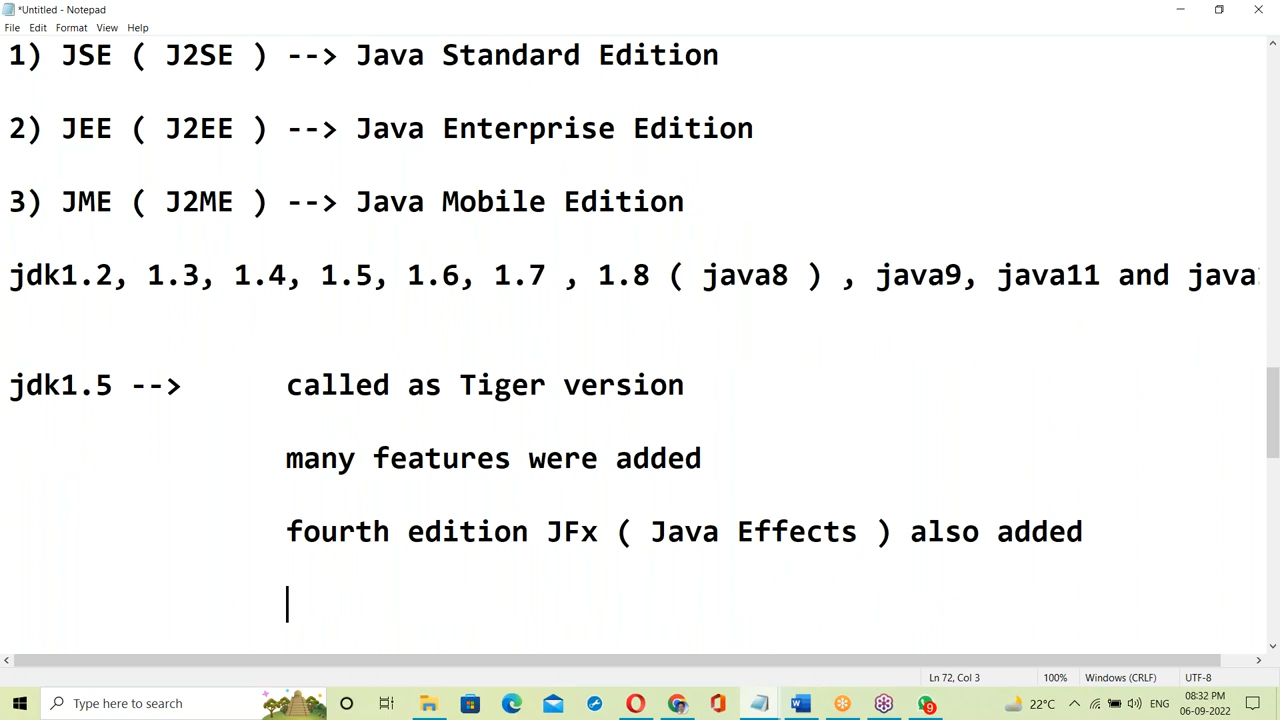 *Untitled - Notepad
File Edit Format View Help
1) JSE ( J2SE ) --> Java Standard Edition
2) JEE ( J2EE ) --> Java Enterprise Edition
3) JME ( J2ME ) --> Java Mobile Edition
jdk1.2, 1.3, 1.4, 1.5, 1.6, 1.7 , 1.8 ( java8 ) , java9, java11 and java
jdk1.5 --> called as Tiger version
many features were added
fourth edition JFx ( Java Effects ) also added
Ln 72, Col 3 100% Windows (CRLF) UTF-8
Type here to search 9 22°C ENG 08:32 PM
06-09-2022